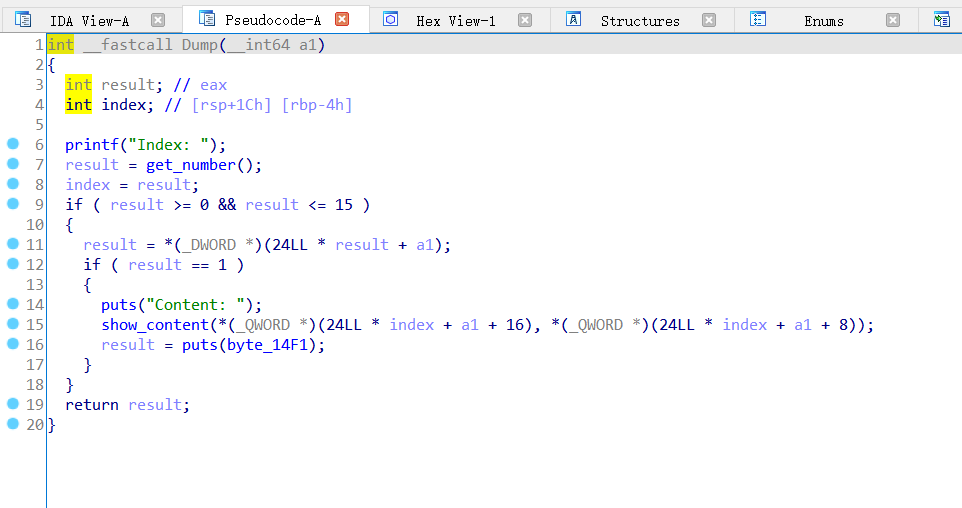 IDA View-A Pseudocode-A Hex View-1 Structures Enums
1 int __fastcall Dump(__int64 a1)
2 {
3   int result; // eax
4   int index; // [rsp+1Ch] [rbp-4h]
5
6   printf("Index: ");
7   result = get_number();
8   index = result;
9   if ( result >= 0 && result <= 15 )
10   {
11     result = *(_DWORD *)(24LL * result + a1);
12     if ( result == 1 )
13     {
14       puts("Content: ");
15       show_content(*(_QWORD *)(24LL * index + a1 + 16), *(_QWORD *)(24LL * index + a1 + 8));
16       result = puts(byte_14F1);
17     }
18   }
19   return result;
20 }